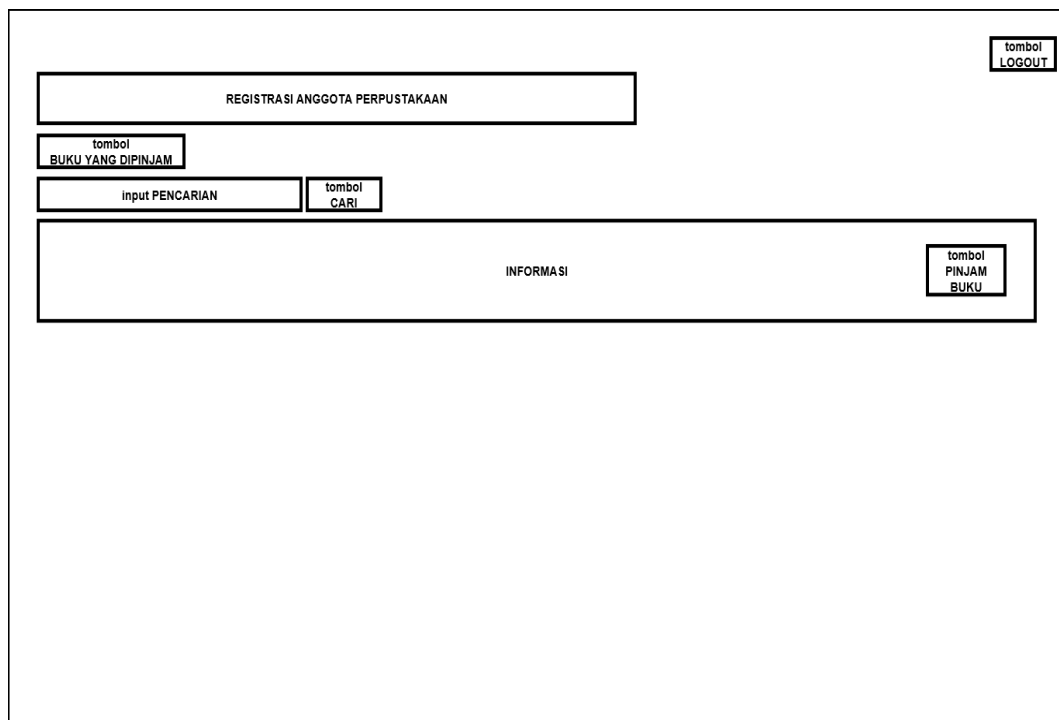 tombol
LOGOUT
REGISTRASI ANGGOTA PERPUSTAKAAN
tombol
BUKU YANG DIPINJAM
input PENCARIAN
tombol
CARI
INFORMASI
tombol
PINJAM
BUKU